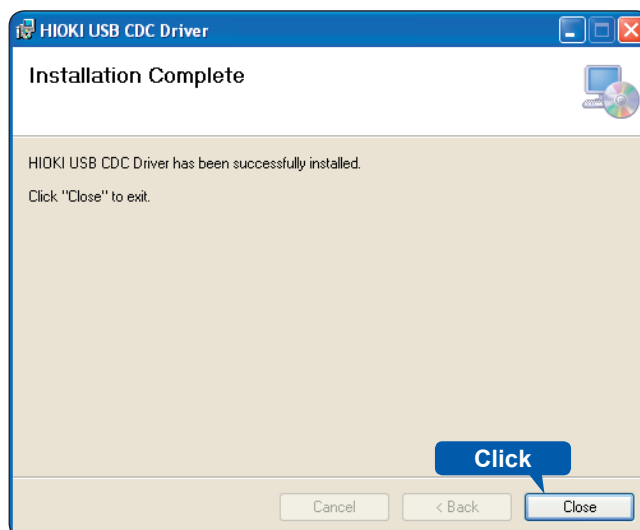 HIOKI USB CDC Driver
Installation Complete
HIOKI USB CDC Driver has been successfully installed.
Click "Close" to exit.
Click
Cancel
< Back
Close